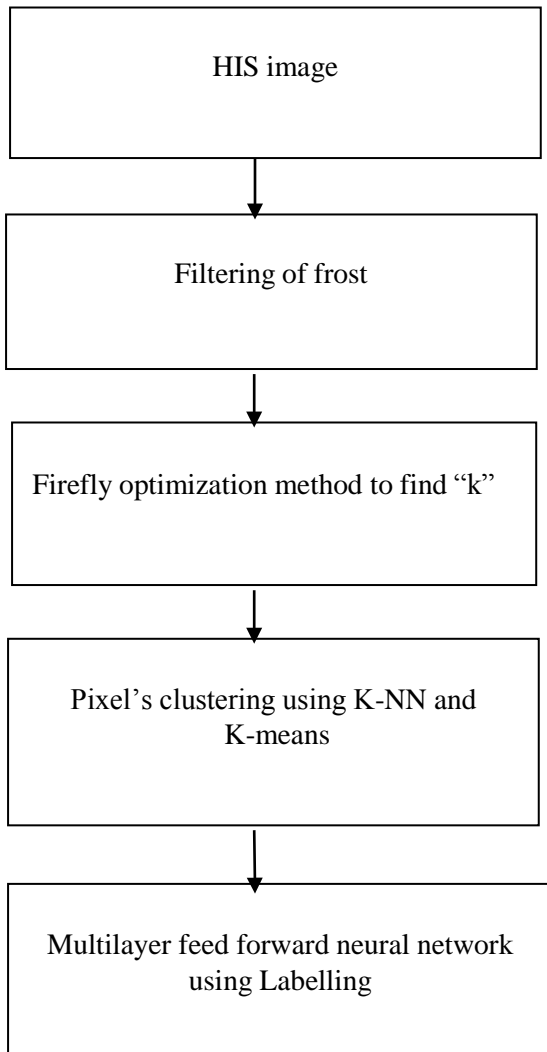 HIS image
Filtering of frost
Firefly optimization method to find “k”
Pixel’s clustering using K-NN and
K-means
Multilayer feed forward neural network
using Labelling